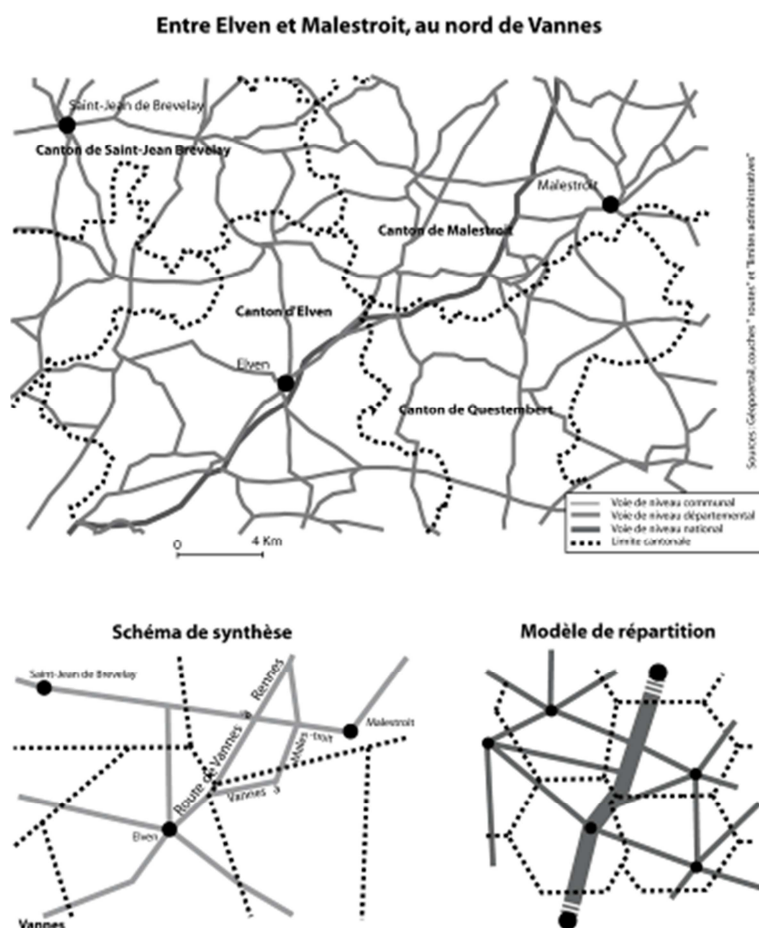 Entre Elven et Malestroit, au nord de Vannes
Saint-Jean de Brevelay
Canton de Saint-Jean Brevelay
Malestroit
Canton de Malestroit
Canton d'Elven
Elven
Canton de Questembert
Sources : Géoportail, couches " routes" et "limites administratives"
Voie de niveau communal
Voie de niveau départemental
Voie de niveau national
Limite cantonale
0 4 Km
Schéma de synthèse
Saint-Jean de Brevelay
Route de Vannes à Rennes
Malestroit
Vannes à Males-troit
Elven
Vannes
Modèle de répartition